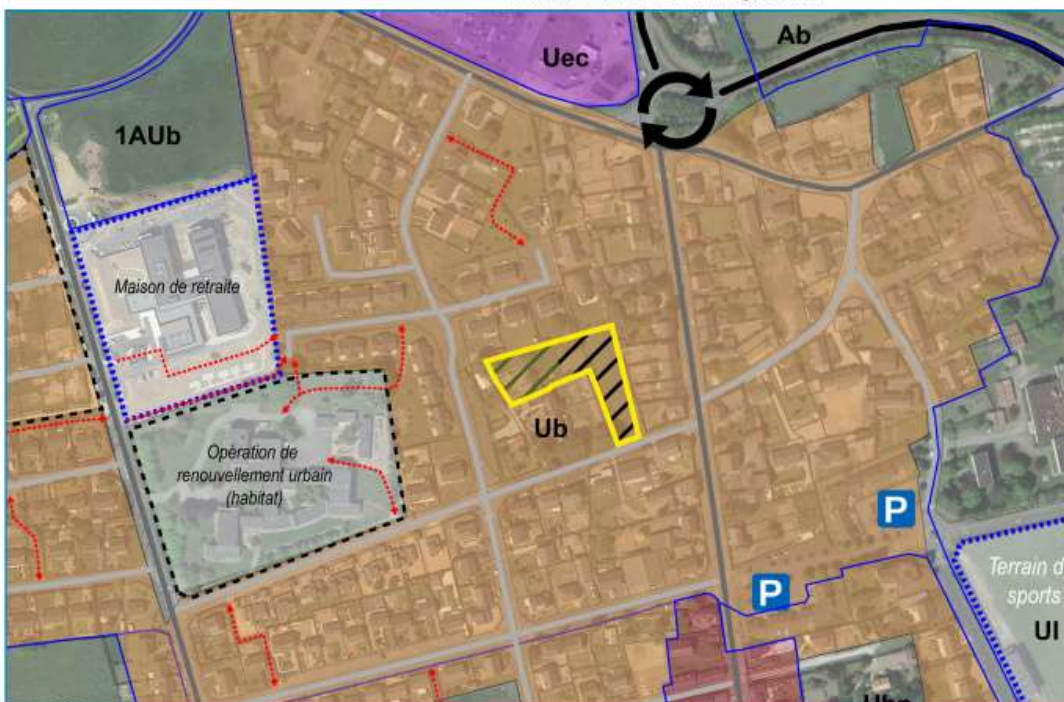 Ab
Uec
1AUb
Maison de retraite
Ub
Opération de
renouvellement urbain
(habitat)
P
P
Terrain d
sports
Ul